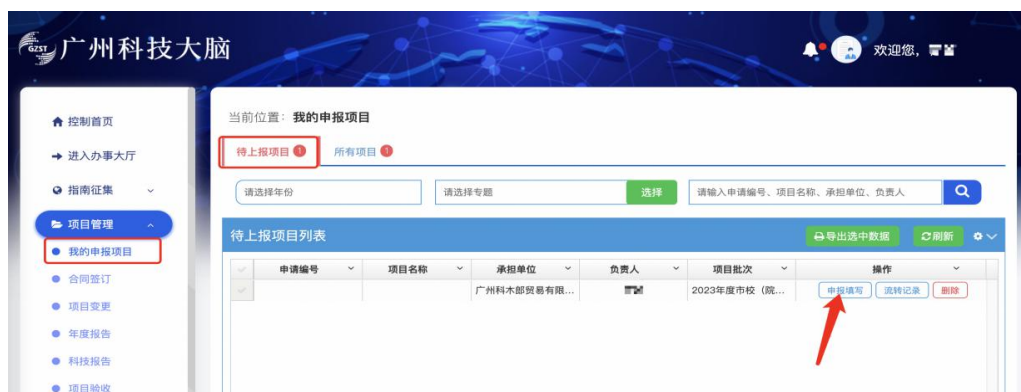 GZST 广州科技大脑
欢迎您,
控制首页
进入办事大厅
指南征集
项目管理
我的申报项目
合同签订
项目变更
年度报告
科技报告
项目验收
当前位置：我的申报项目
待上报项目 1 所有项目 1
请选择年份 请选择专题 选择 请输入申请编号、项目名称、承担单位、负责人
待上报项目列表 导出选中数据 刷新
申请编号 项目名称 承担单位 负责人 项目批次 操作
广州科木部贸易有限... 2023年度市校（院... 申报填写 流转记录 删除